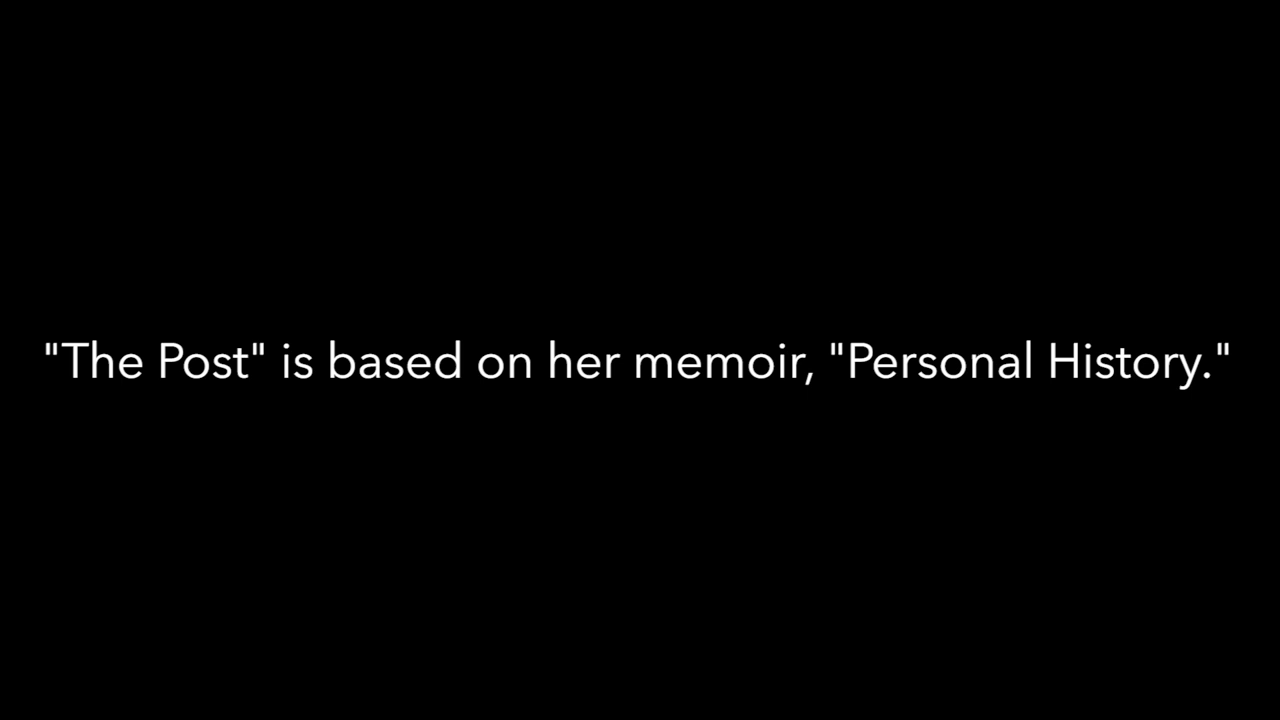 "The Post" is based on her memoir, "Personal History."